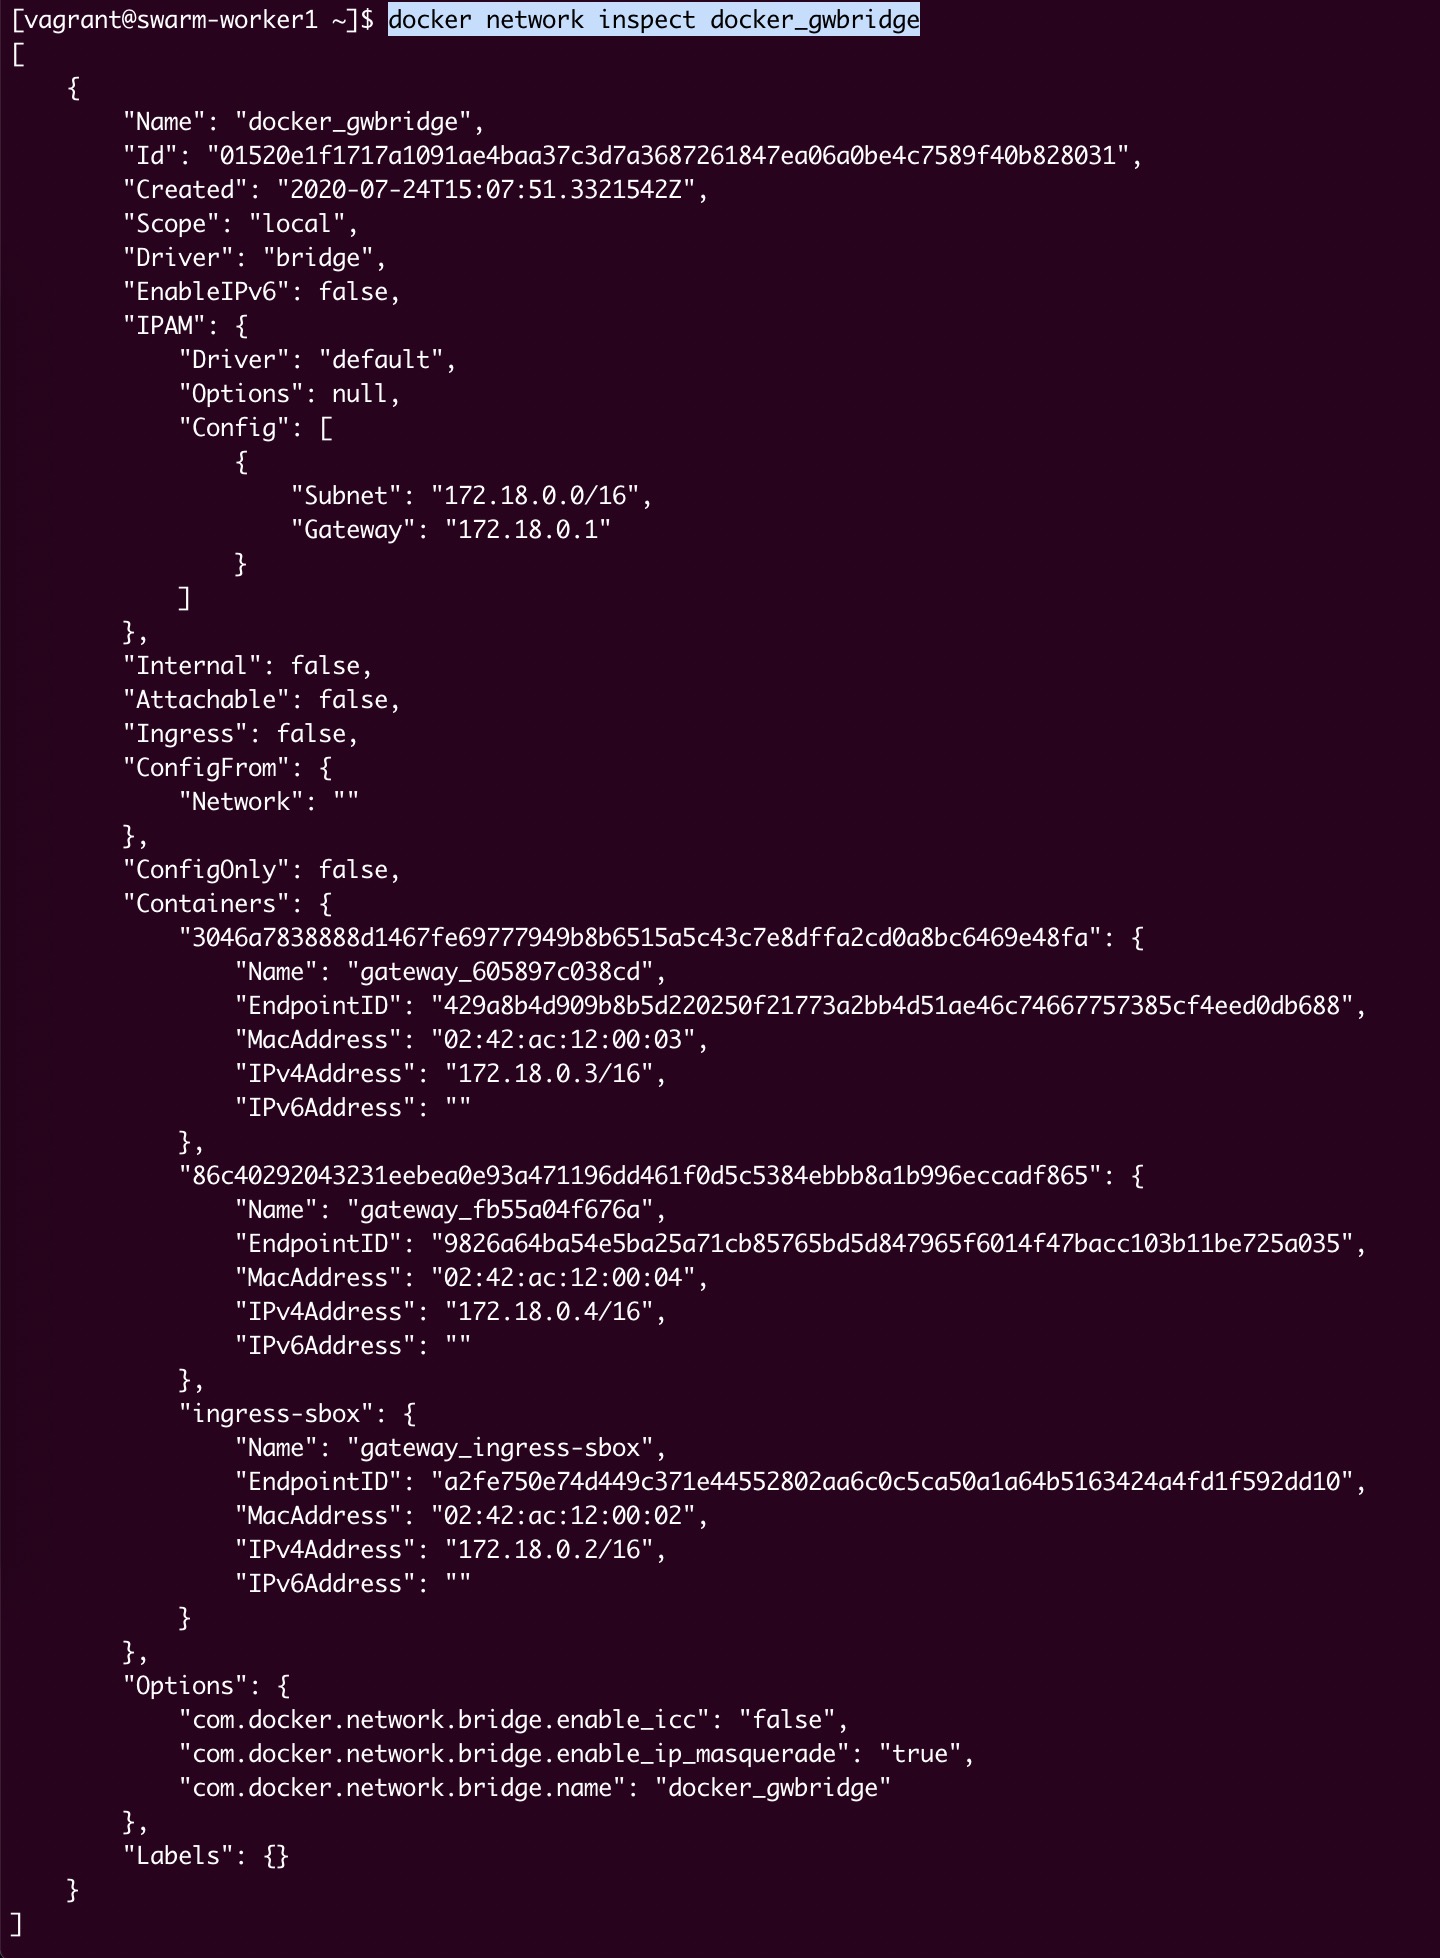 [vagrant@swarm-worker1 ~]$ docker network inspect docker_gwbridge
[
    {
        "Name": "docker_gwbridge",
        "Id": "01520e1f1717a1091ae4baa37c3d7a3687261847ea06a0be4c7589f40b828031",
        "Created": "2020-07-24T15:07:51.3321542Z",
        "Scope": "local",
        "Driver": "bridge",
        "EnableIPv6": false,
        "IPAM": {
            "Driver": "default",
            "Options": null,
            "Config": [
                {
                    "Subnet": "172.18.0.0/16",
                    "Gateway": "172.18.0.1"
                }
            ]
        },
        "Internal": false,
        "Attachable": false,
        "Ingress": false,
        "ConfigFrom": {
            "Network": ""
        },
        "ConfigOnly": false,
        "Containers": {
            "3046a7838888d1467fe69777949b8b6515a5c43c7e8dffa2cd0a8bc6469e48fa": {
                "Name": "gateway_605897c038cd",
                "EndpointID": "429a8b4d909b8b5d220250f21773a2bb4d51ae46c74667757385cf4eed0db688",
                "MacAddress": "02:42:ac:12:00:03",
                "IPv4Address": "172.18.0.3/16",
                "IPv6Address": ""
            },
            "86c40292043231eebea0e93a471196dd461f0d5c5384ebbb8a1b996eccadf865": {
                "Name": "gateway_fb55a04f676a",
                "EndpointID": "9826a64ba54e5ba25a71cb85765bd5d847965f6014f47bacc103b11be725a035",
                "MacAddress": "02:42:ac:12:00:04",
                "IPv4Address": "172.18.0.4/16",
                "IPv6Address": ""
            },
            "ingress-sbox": {
                "Name": "gateway_ingress-sbox",
                "EndpointID": "a2fe750e74d449c371e44552802aa6c0c5ca50a1a64b5163424a4fd1f592dd10",
                "MacAddress": "02:42:ac:12:00:02",
                "IPv4Address": "172.18.0.2/16",
                "IPv6Address": ""
            }
        },
        "Options": {
            "com.docker.network.bridge.enable_icc": "false",
            "com.docker.network.bridge.enable_ip_masquerade": "true",
            "com.docker.network.bridge.name": "docker_gwbridge"
        },
        "Labels": {}
    }
]